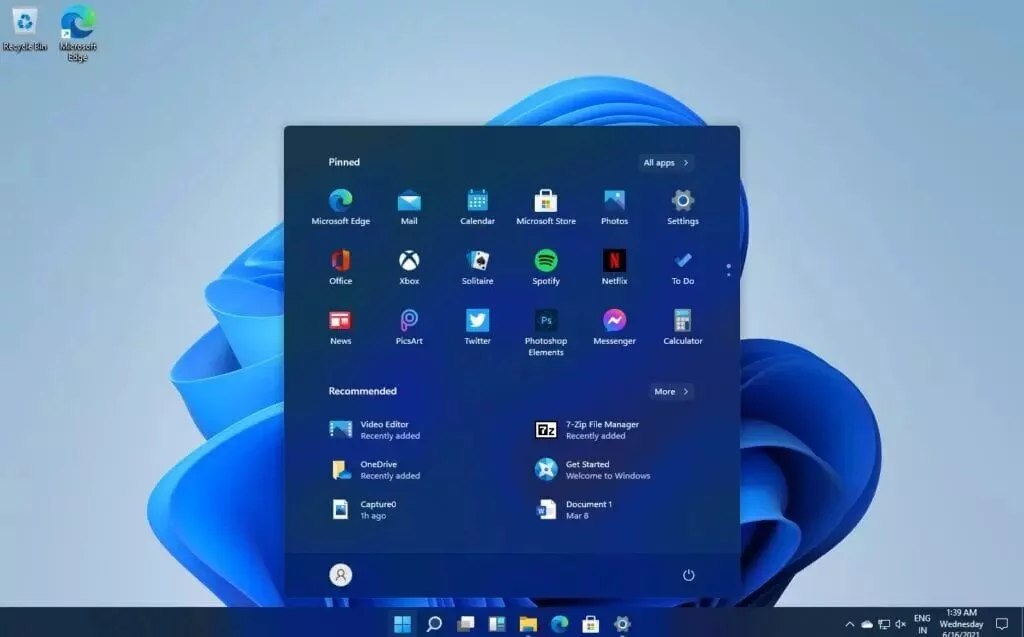 Recycle Bin
Microsoft
Edge
Pinned
All apps
Microsoft Edge
Mail
Calendar
Microsoft Store
Photos
Settings
Office
Xbox
Solitaire
Spotify
Netflix
To Do
News
PicsArt
Twitter
Ps
Photoshop
Elements
Messenger
Calculator
Recommended
More
Video Editor
Recently added
7z
7-Zip File Manager
Recently added
OneDrive
Recently added
Get Started
Welcome to Windows
Capture0
1h ago
W
Document 1
Mar 8
ENG
IN
1:39 AM
Wednesday
6/16/2021